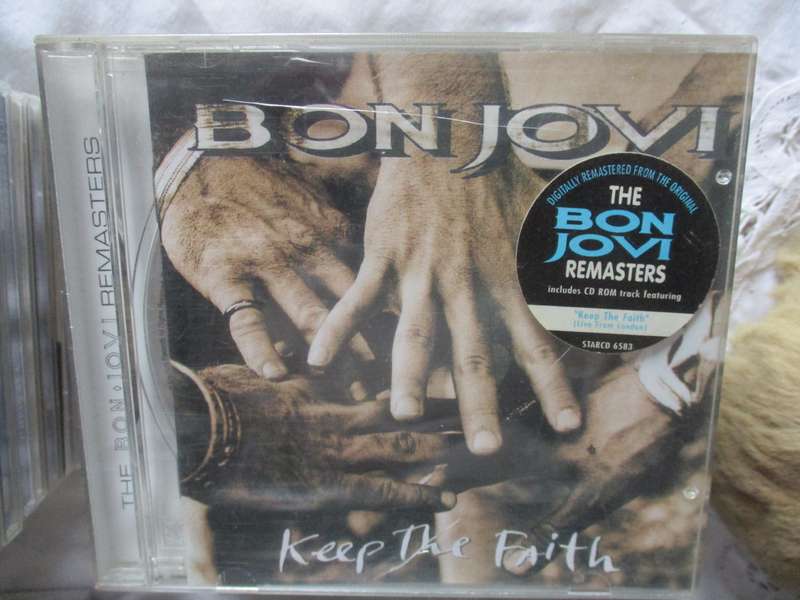 BON JOVI
DIGITALLY REMASTERED FROM THE ORIGINAL
THE
BON
JOVI
REMASTERS
includes CD ROM track featuring
"Keep The Faith"
(Live From London)
STARCD 6583
THE BON JOVI REMASTERS
Keep The Faith